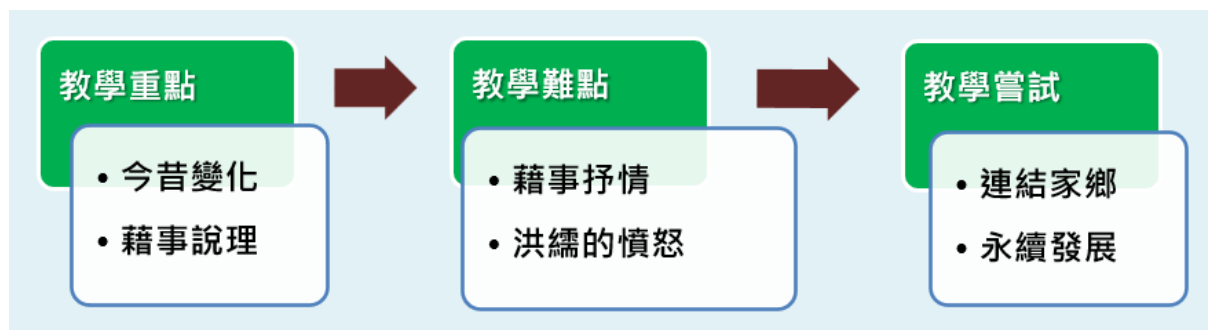 教學重點
• 今昔變化
• 藉事說理
教學難點
• 藉事抒情
• 洪繻的憤怒
教學嘗試
• 連結家鄉
• 永續發展